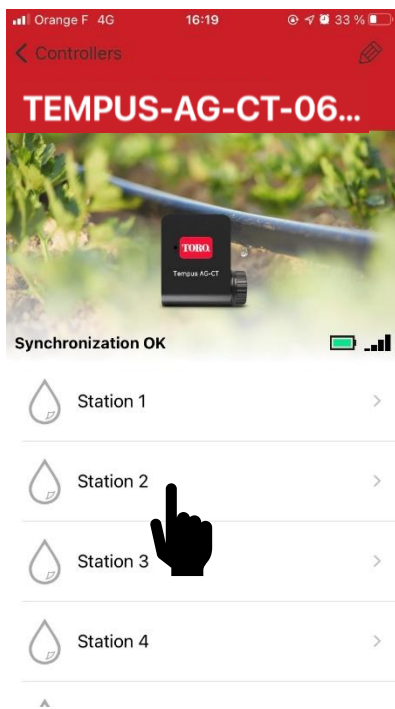 Orange F 4G 16:19 33 %
Controllers
TEMPUS-AG-CT-06...
TORO
Tempus AG-CT
Synchronization OK
Station 1
Station 2
Station 3
Station 4